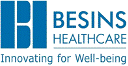 BESINS
HEALTHCARE
Innovating for Well-being